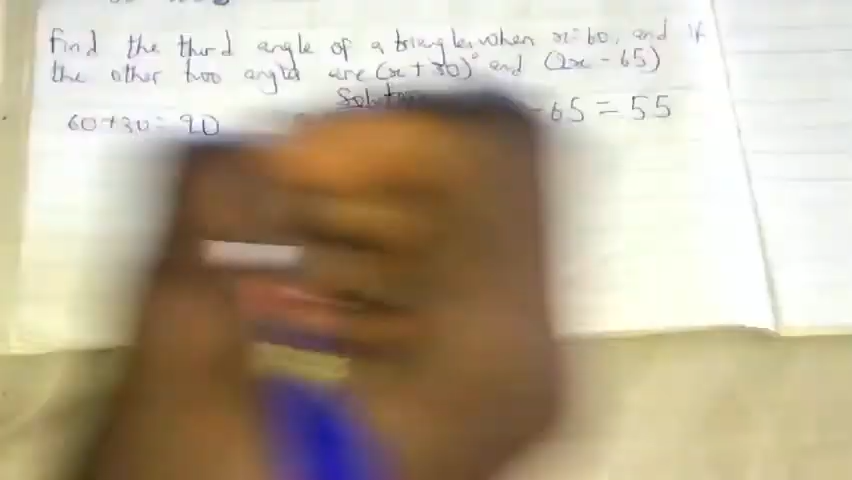 Find the third angle of a triangle, when x=60, and if
the other two angles are (x+30)° and (2x-65)
Solution
60+30=90 -65=55